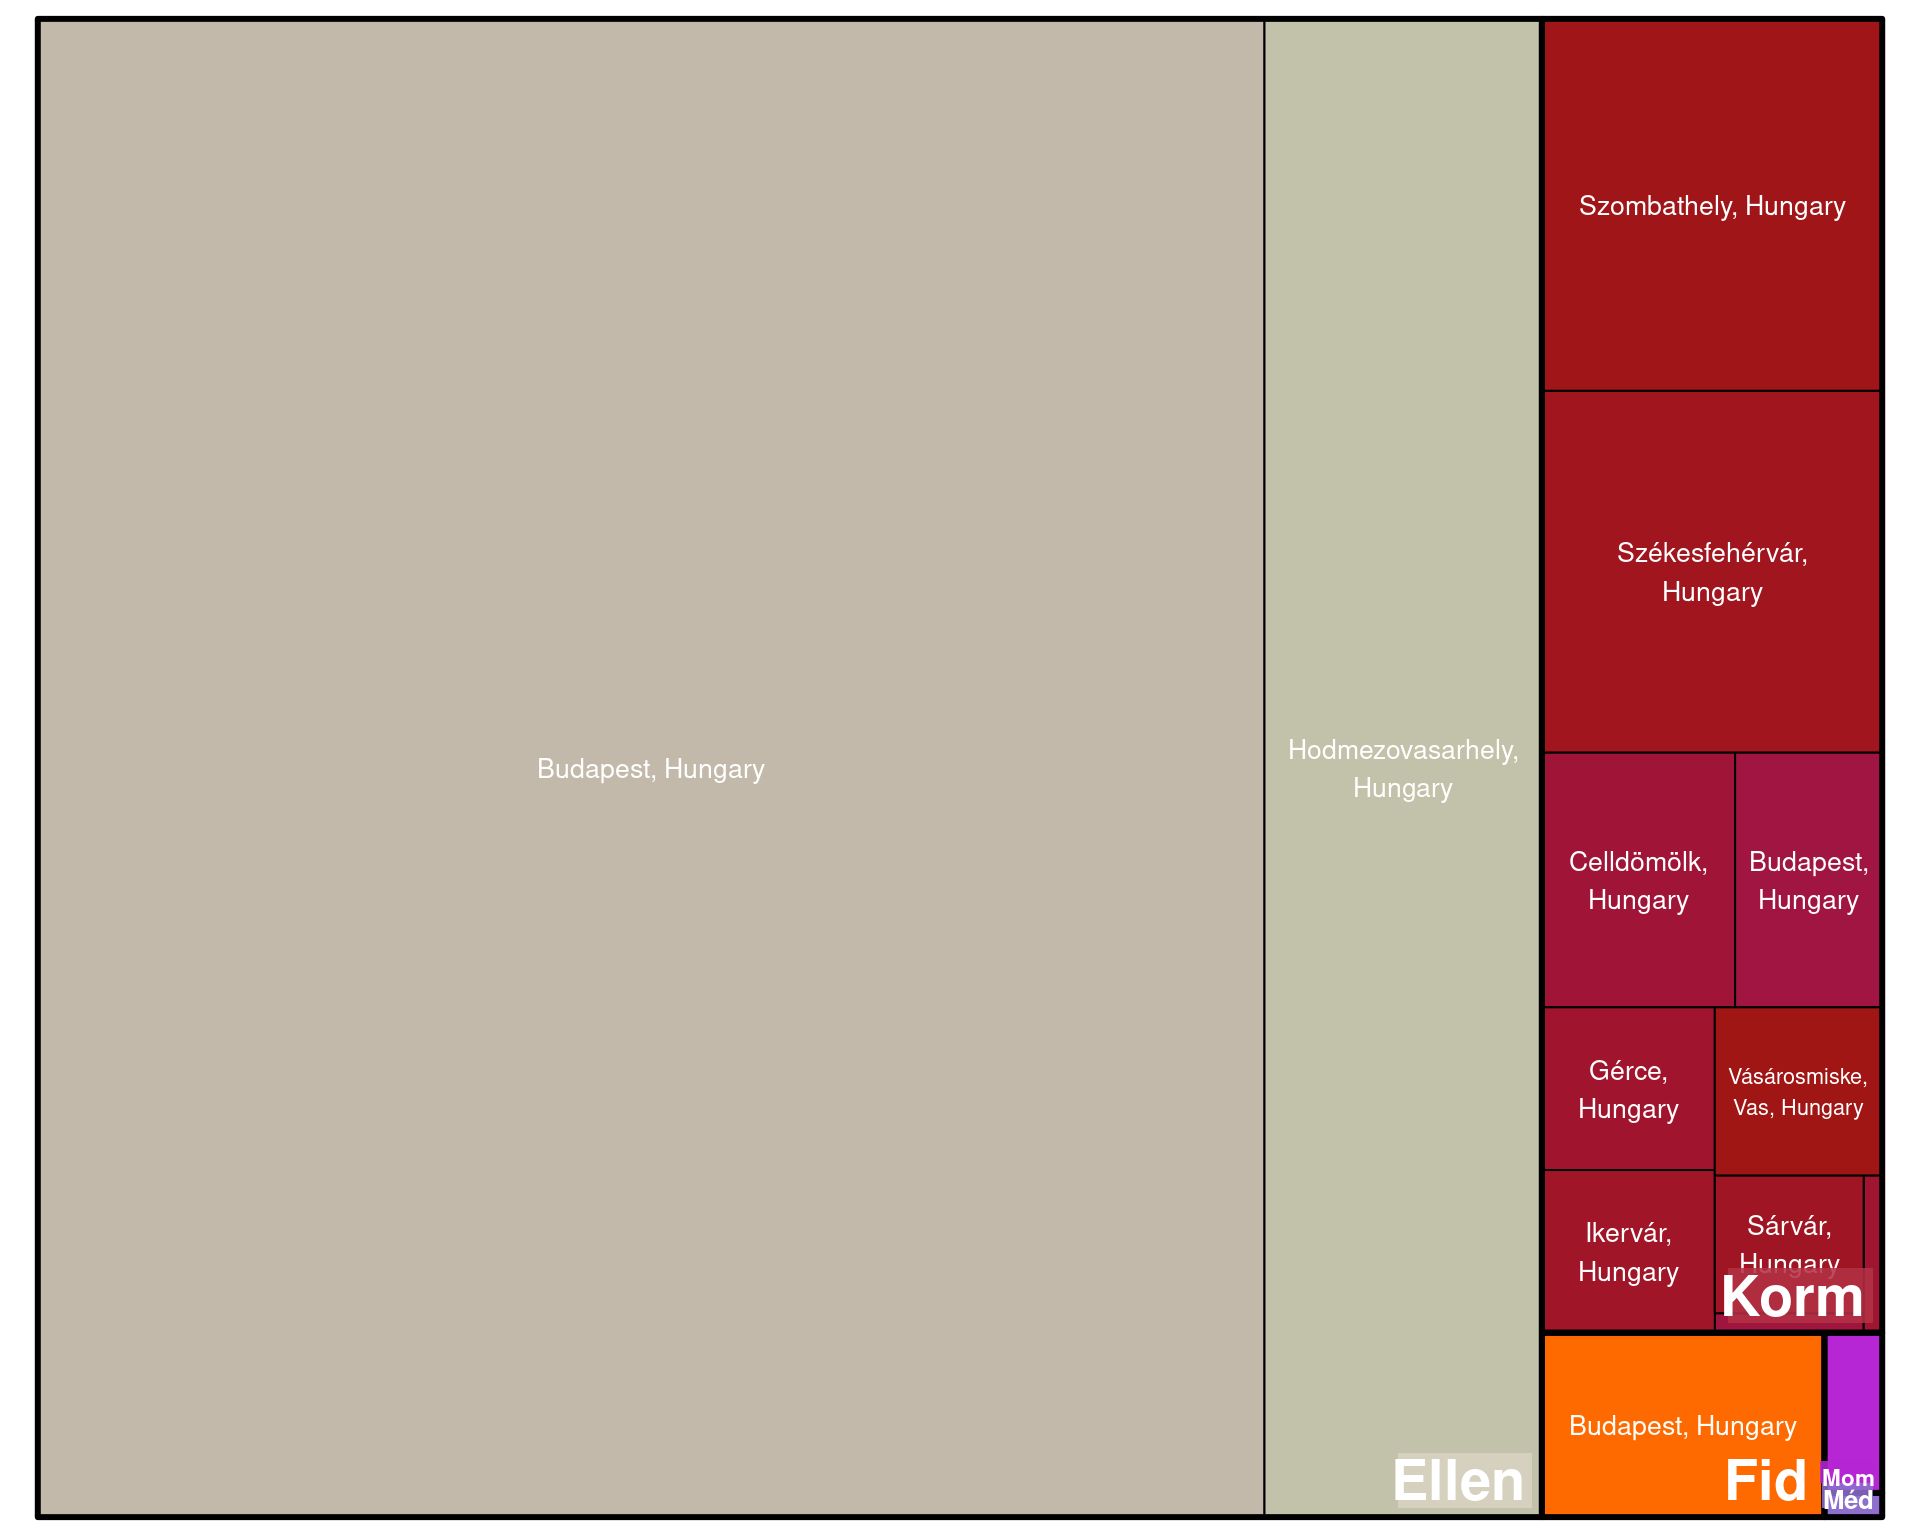 Budapest, Hungary
Hodmezovasarhely,
Hungary
Ellen
Szombathely, Hungary
Székesfehérvár,
Hungary
Celldömölk,
Hungary
Budapest,
Hungary
Gérce,
Hungary
Vásárosmiske,
Vas, Hungary
Ikervár,
Hungary
Sárvár,
Hungary
Korm
Budapest, Hungary
Fid
Mom
Méd